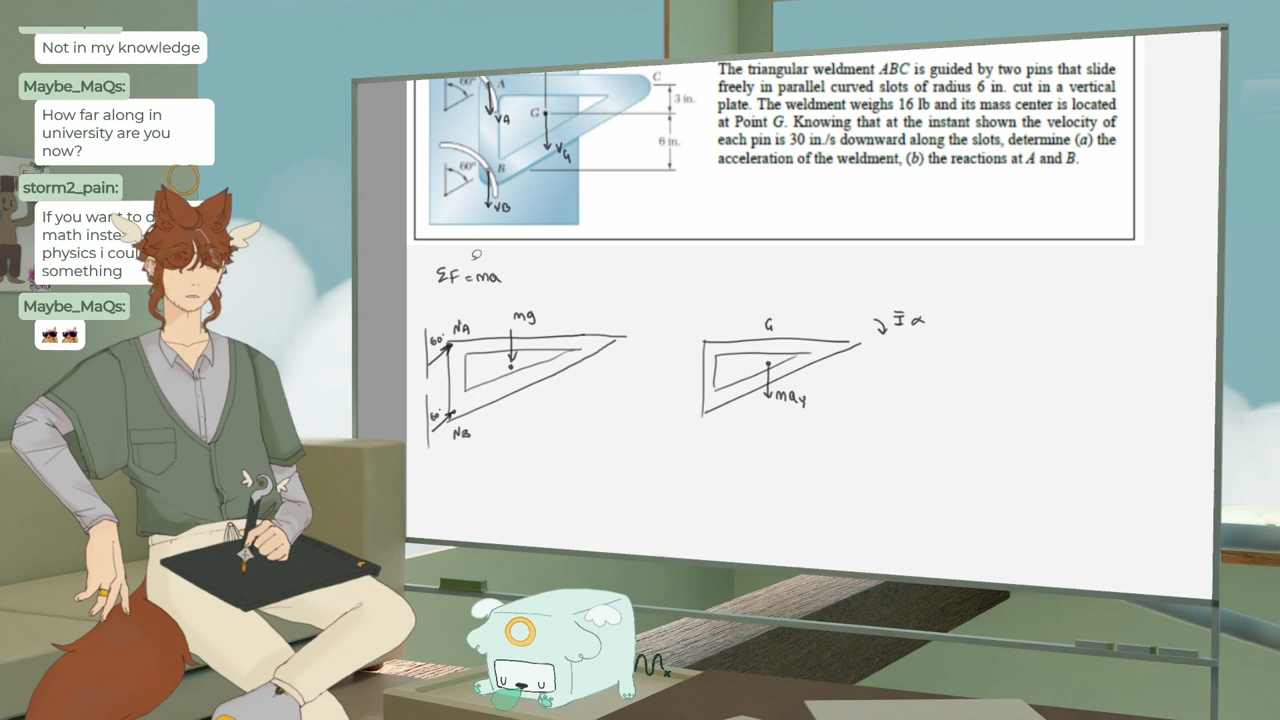 Not in my knowledge
Maybe_MaQs:
How far along in
university are you
now?
storm2_pain:
If you want to d
math inste
physics i coul
something
Maybe_MaQs:
The triangular weldment ABC is guided by two pins that slide
freely in parallel curved slots of radius 6 in. cut in a vertical
plate. The weldment weighs 16 lb and its mass center is located
at Point G. Knowing that at the instant shown the velocity of
each pin is 30 in./s downward along the slots, determine (a) the
acceleration of the weldment, (b) the reactions at A and B.
60°
A
C
3 in.
G
VA
VG
6 in.
60°
B
VB
ΣF = ma
NA
60°
mg
60°
NB
G
Ī α
may